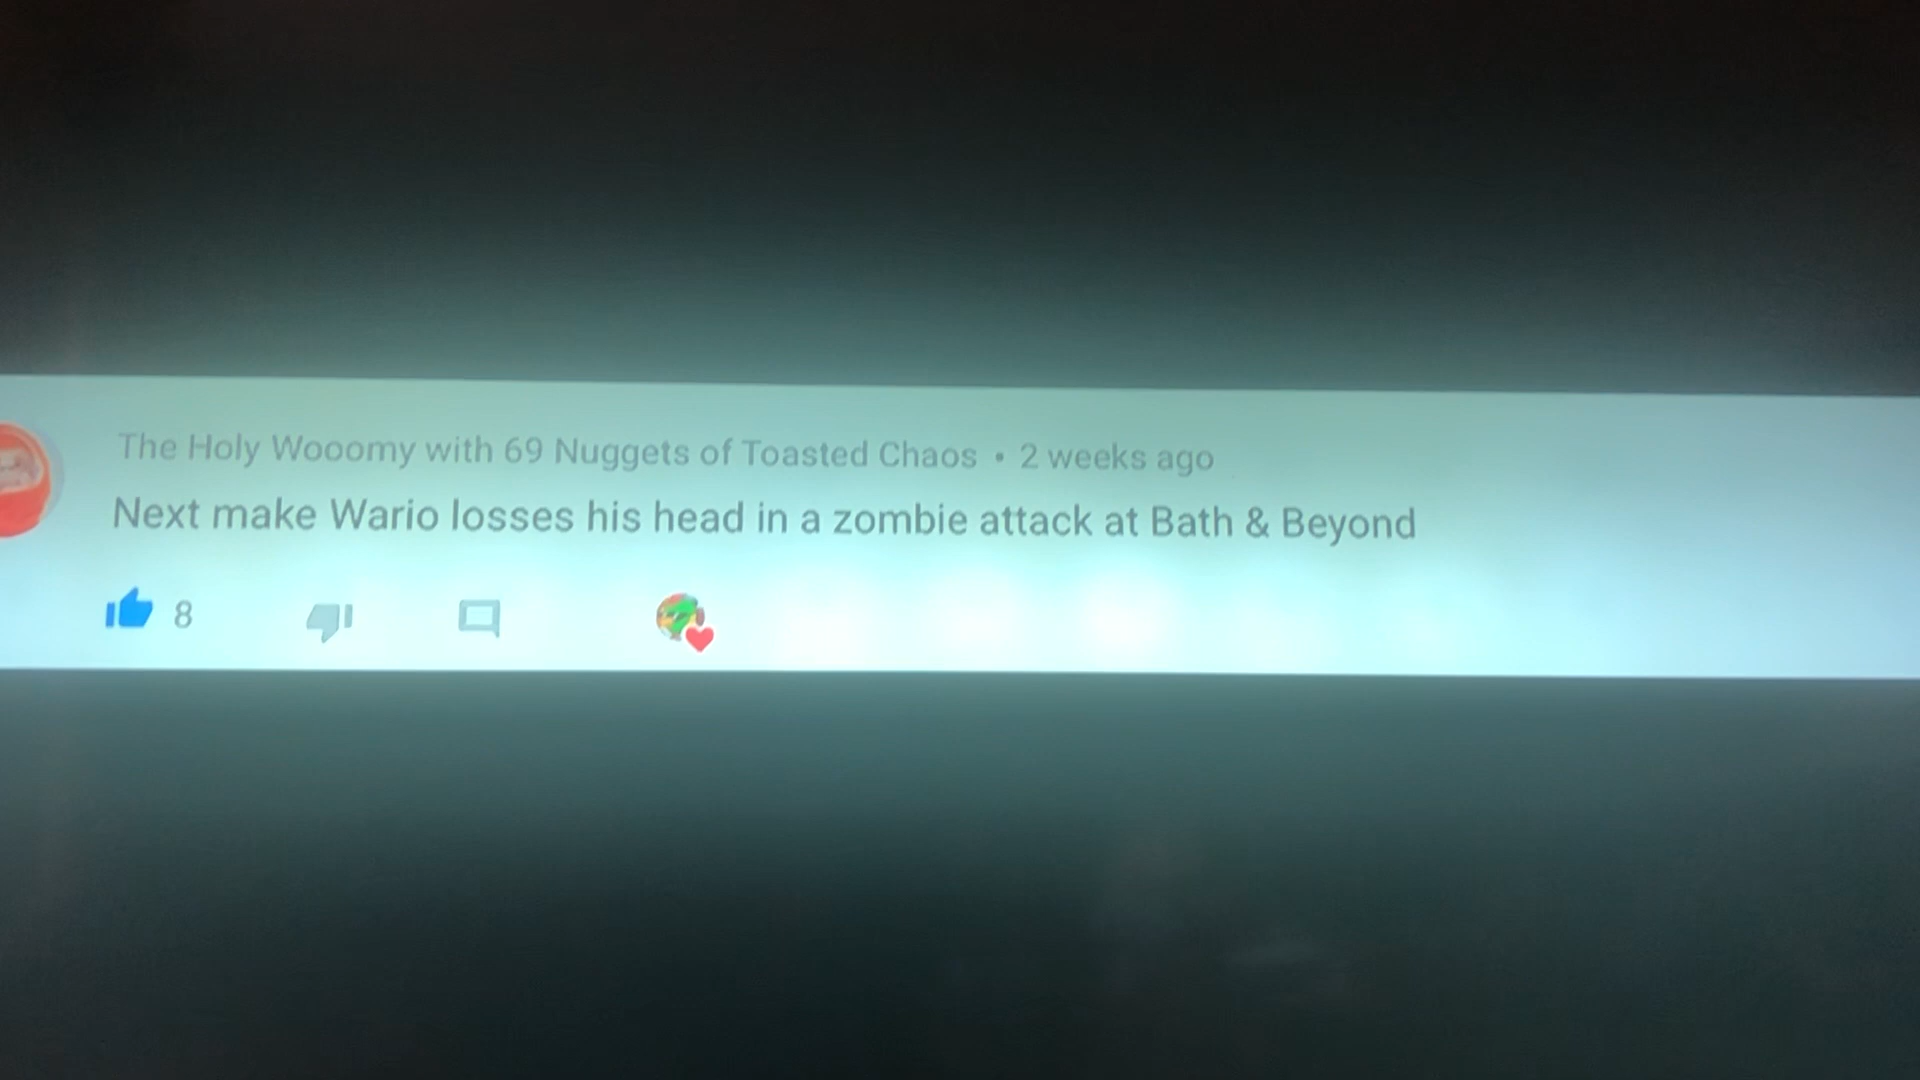 The Holy Wooomy with 69 Nuggets of Toasted Chaos • 2 weeks ago
Next make Wario losses his head in a zombie attack at Bath & Beyond
8